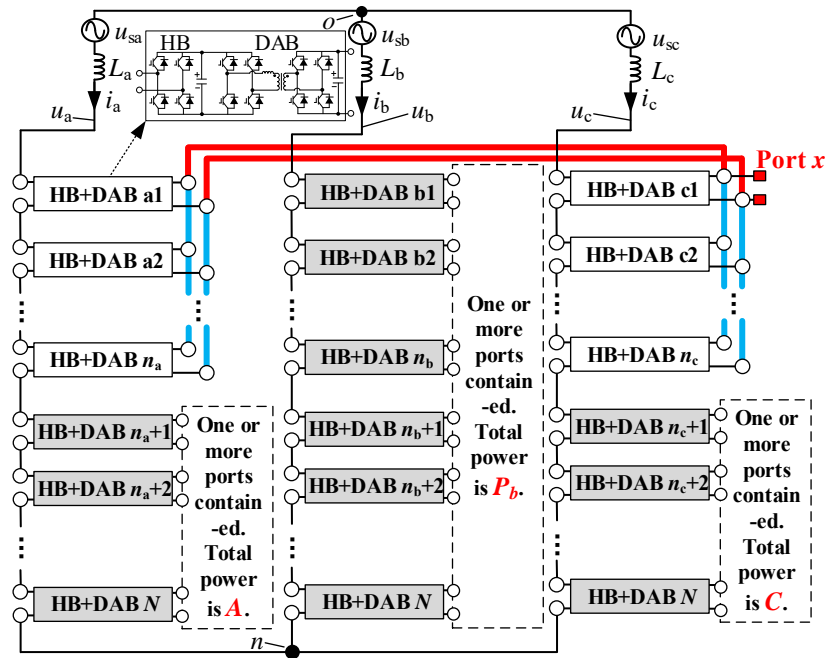 o
u_sa
HB
DAB
u_sb
u_sc
L_a
L_b
L_c
i_a
i_b
i_c
u_a
u_b
u_c
Port x
HB+DAB a1
HB+DAB b1
HB+DAB c1
HB+DAB a2
HB+DAB b2
HB+DAB c2
HB+DAB n_a
HB+DAB n_b
HB+DAB n_c
HB+DAB n_a+1
HB+DAB n_b+1
HB+DAB n_c+1
HB+DAB n_a+2
HB+DAB n_b+2
HB+DAB n_c+2
HB+DAB N
HB+DAB N
HB+DAB N
One or
more
ports
contain
-ed.
Total
power
is A.
One or
more
ports
contain
-ed.
Total
power
is P_b.
One or
more
ports
contain
-ed.
Total
power
is C.
n